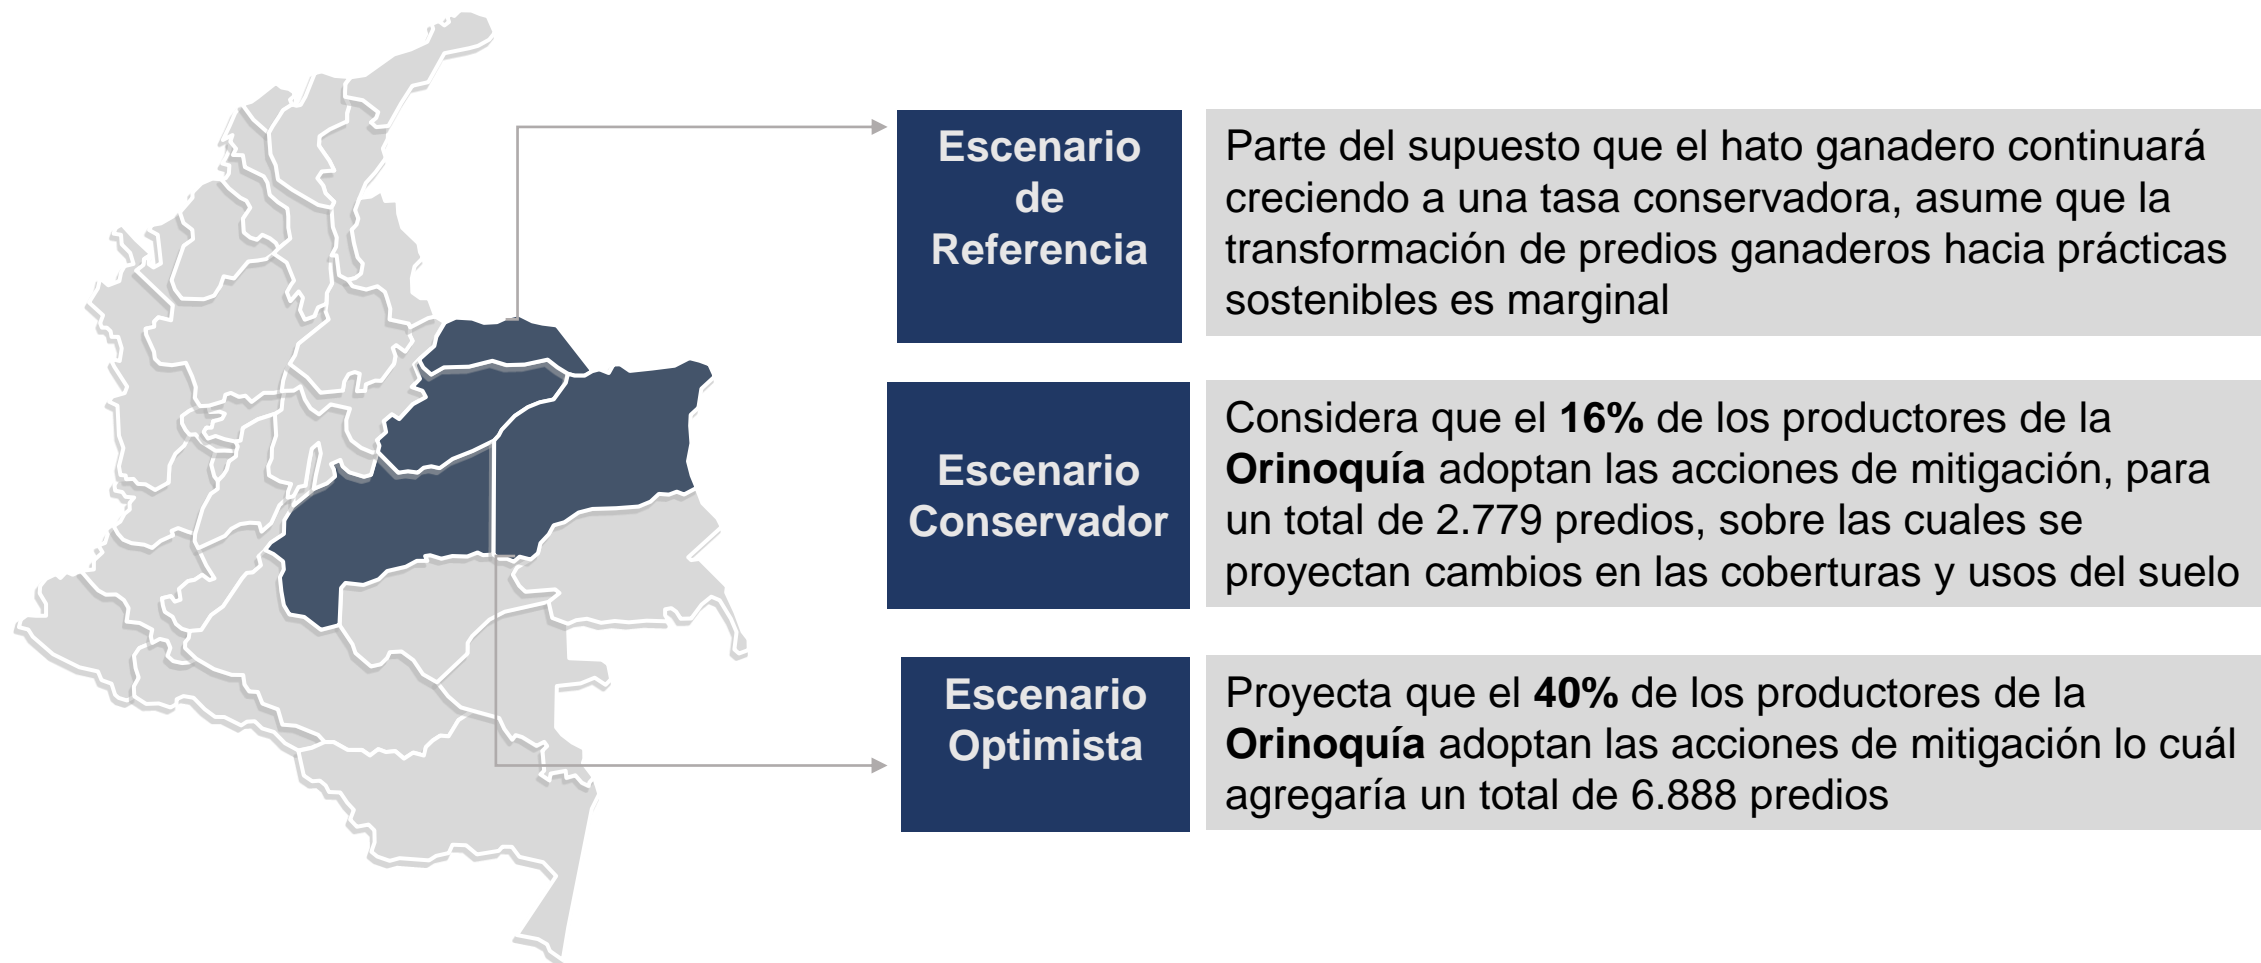 Escenario
de
Referencia
Parte del supuesto que el hato ganadero continuará
creciendo a una tasa conservadora, asume que la
transformación de predios ganaderos hacia prácticas
sostenibles es marginal
Escenario
Conservador
Considera que el 16% de los productores de la
Orinoquía adoptan las acciones de mitigación, para
un total de 2.779 predios, sobre las cuales se
proyectan cambios en las coberturas y usos del suelo
Escenario
Optimista
Proyecta que el 40% de los productores de la
Orinoquía adoptan las acciones de mitigación lo cuál
agregaría un total de 6.888 predios